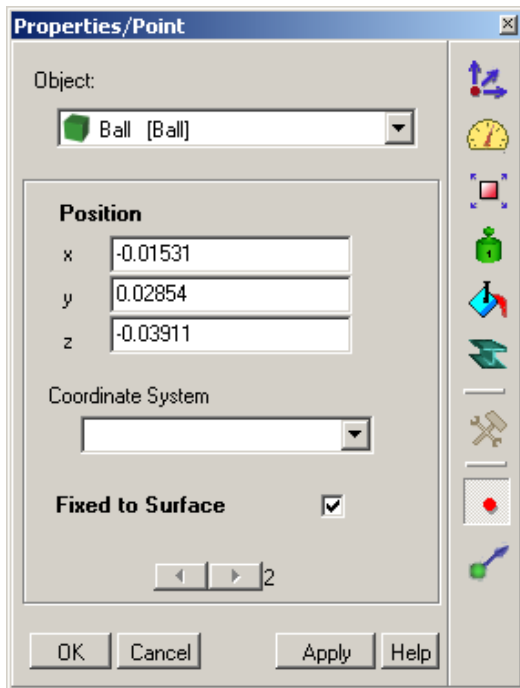 Properties/Point
Object:
Ball [Ball]
Position
x -0.01531
y 0.02854
z -0.03911
Coordinate System
Fixed to Surface
2
OK Cancel Apply Help
1